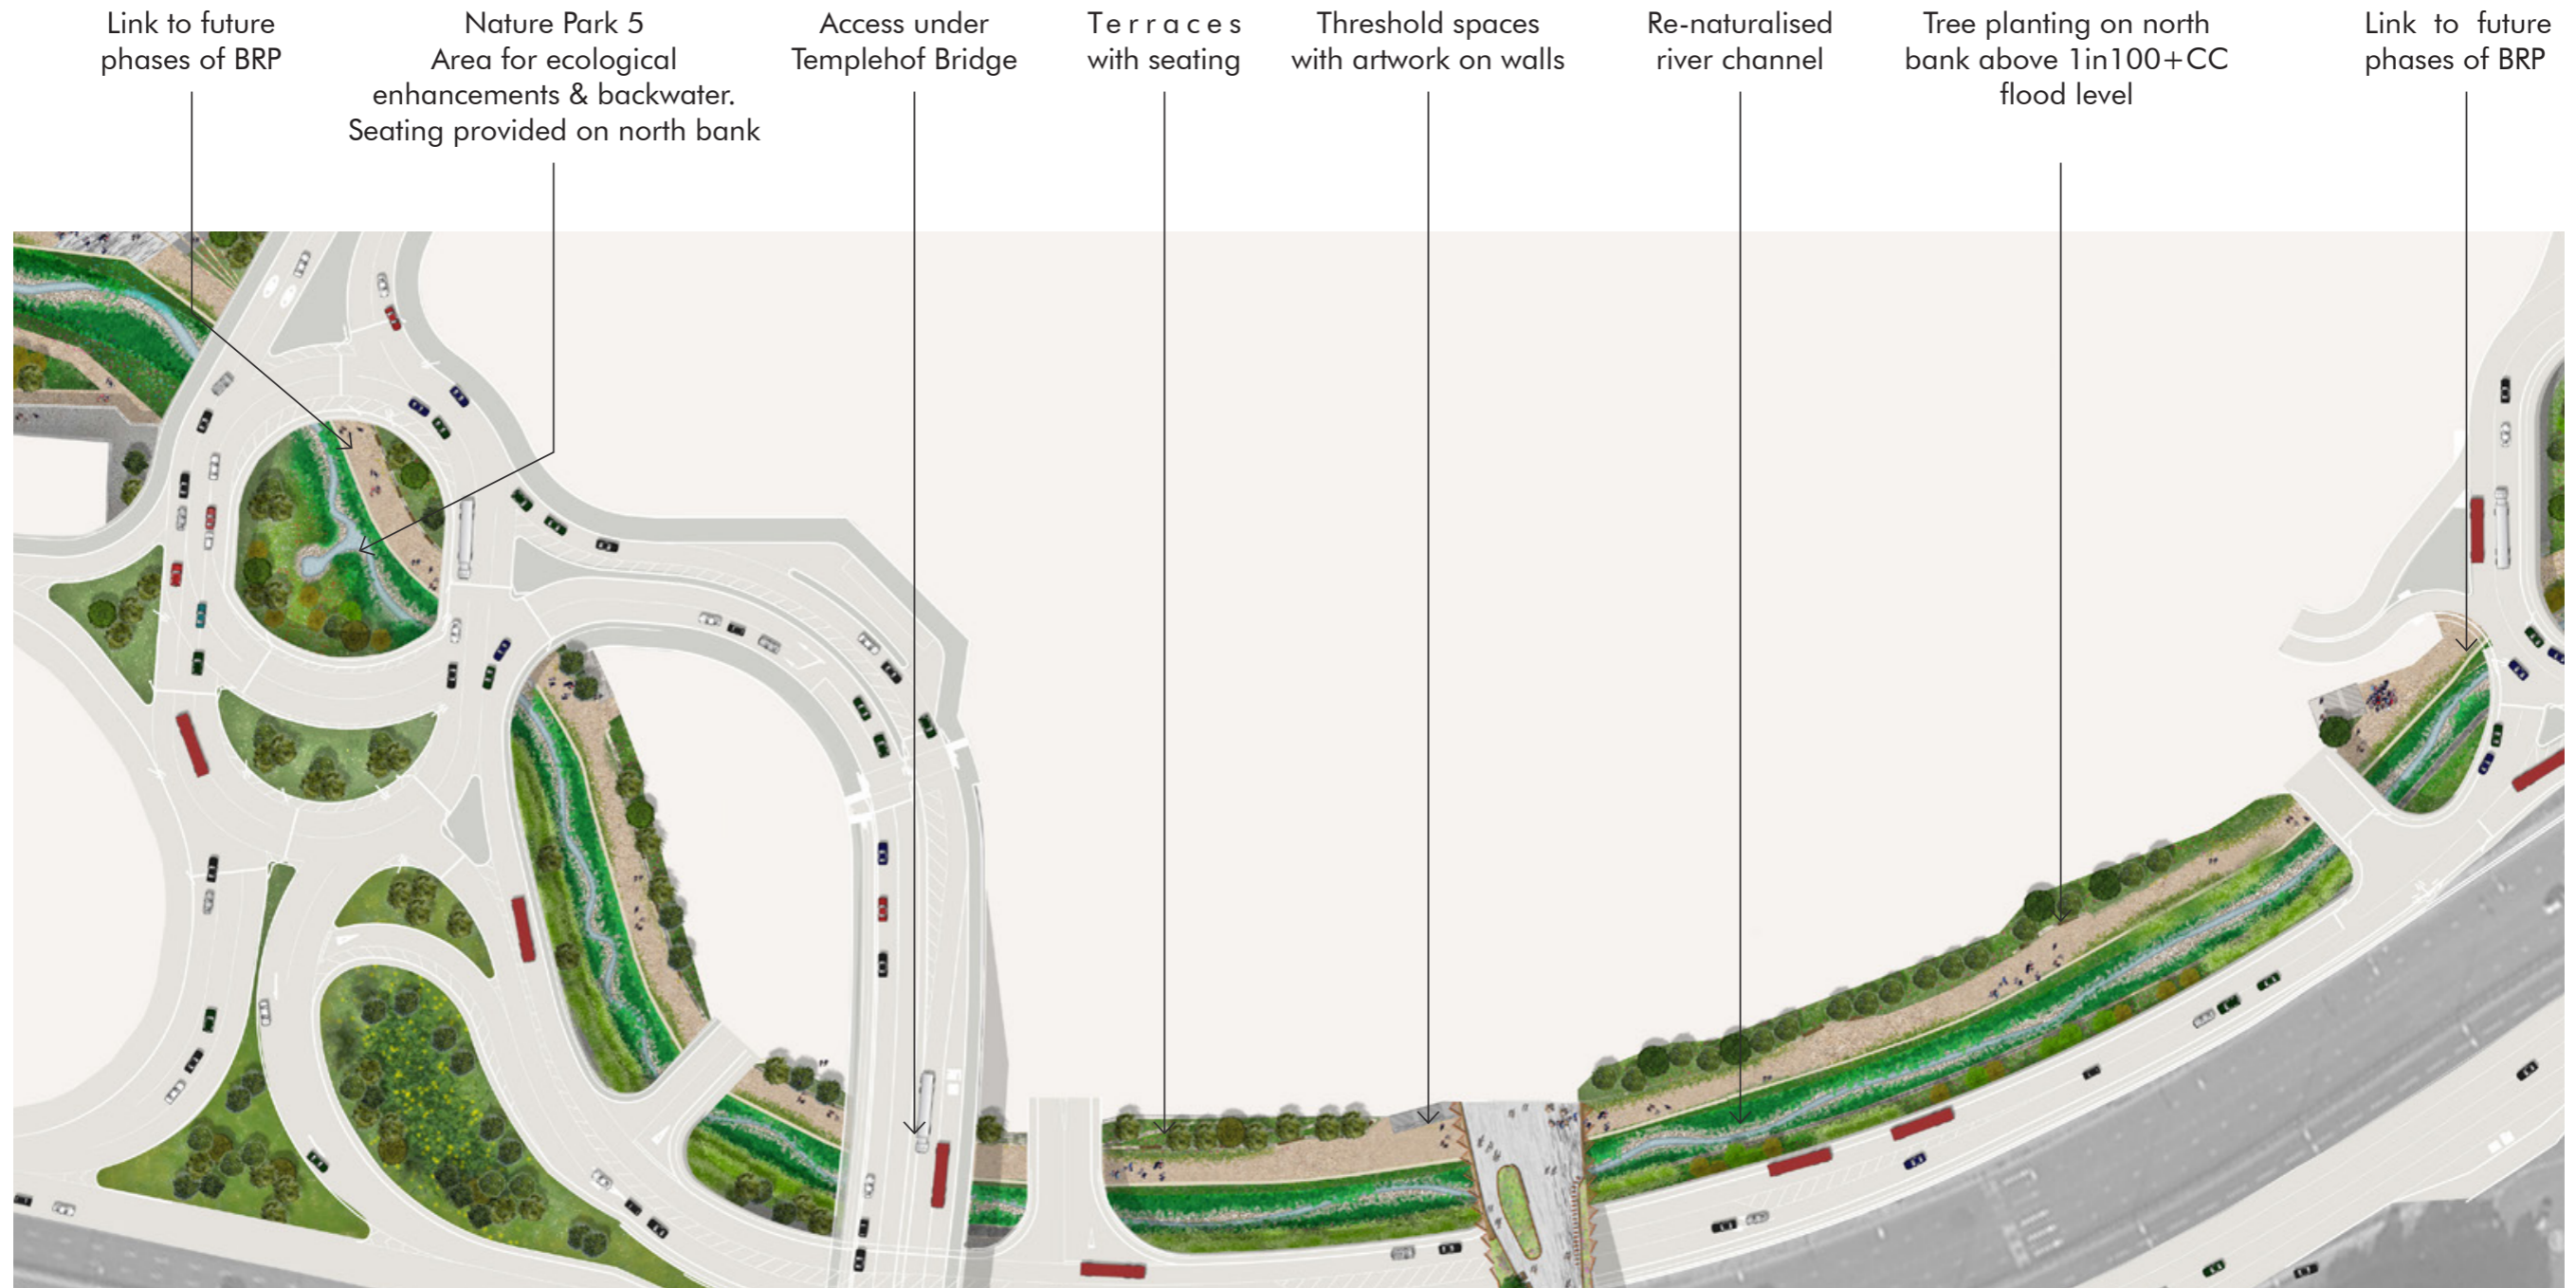 Link to future
phases of BRP
Nature Park 5
Area for ecological
enhancements & backwater.
Seating provided on north bank
Access under
Templehof Bridge
Terraces
with seating
Threshold spaces
with artwork on walls
Re-naturalised
river channel
Tree planting on north
bank above 1in100+CC
flood level
Link to future
phases of BRP